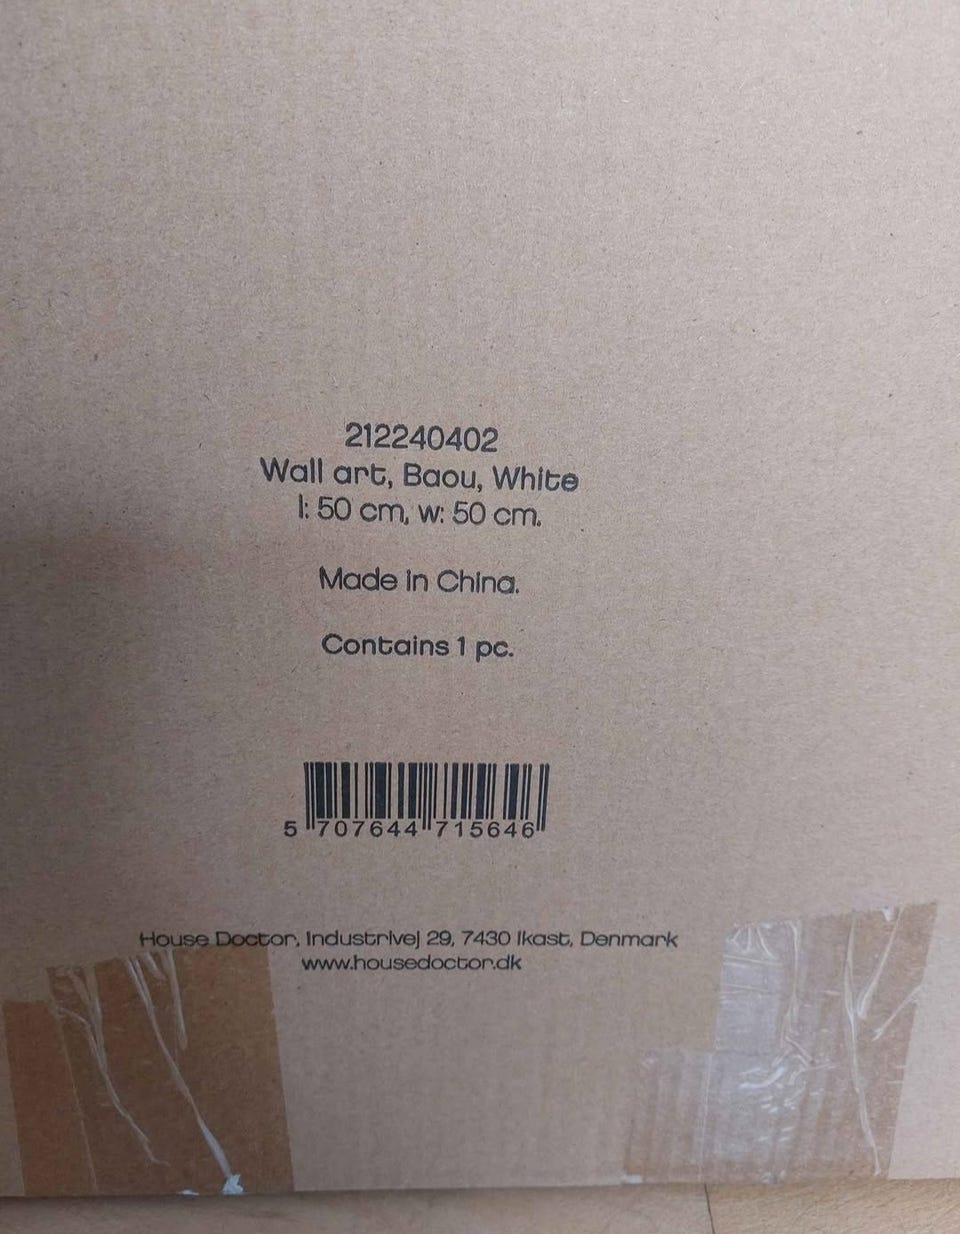 212240402
Wall art, Baou, White
l: 50 cm, w: 50 cm.
Made in China.
Contains 1 pc.
5 707644 715646
House Doctor, Industrivej 29, 7430 Ikast, Denmark
www.housedoctor.dk